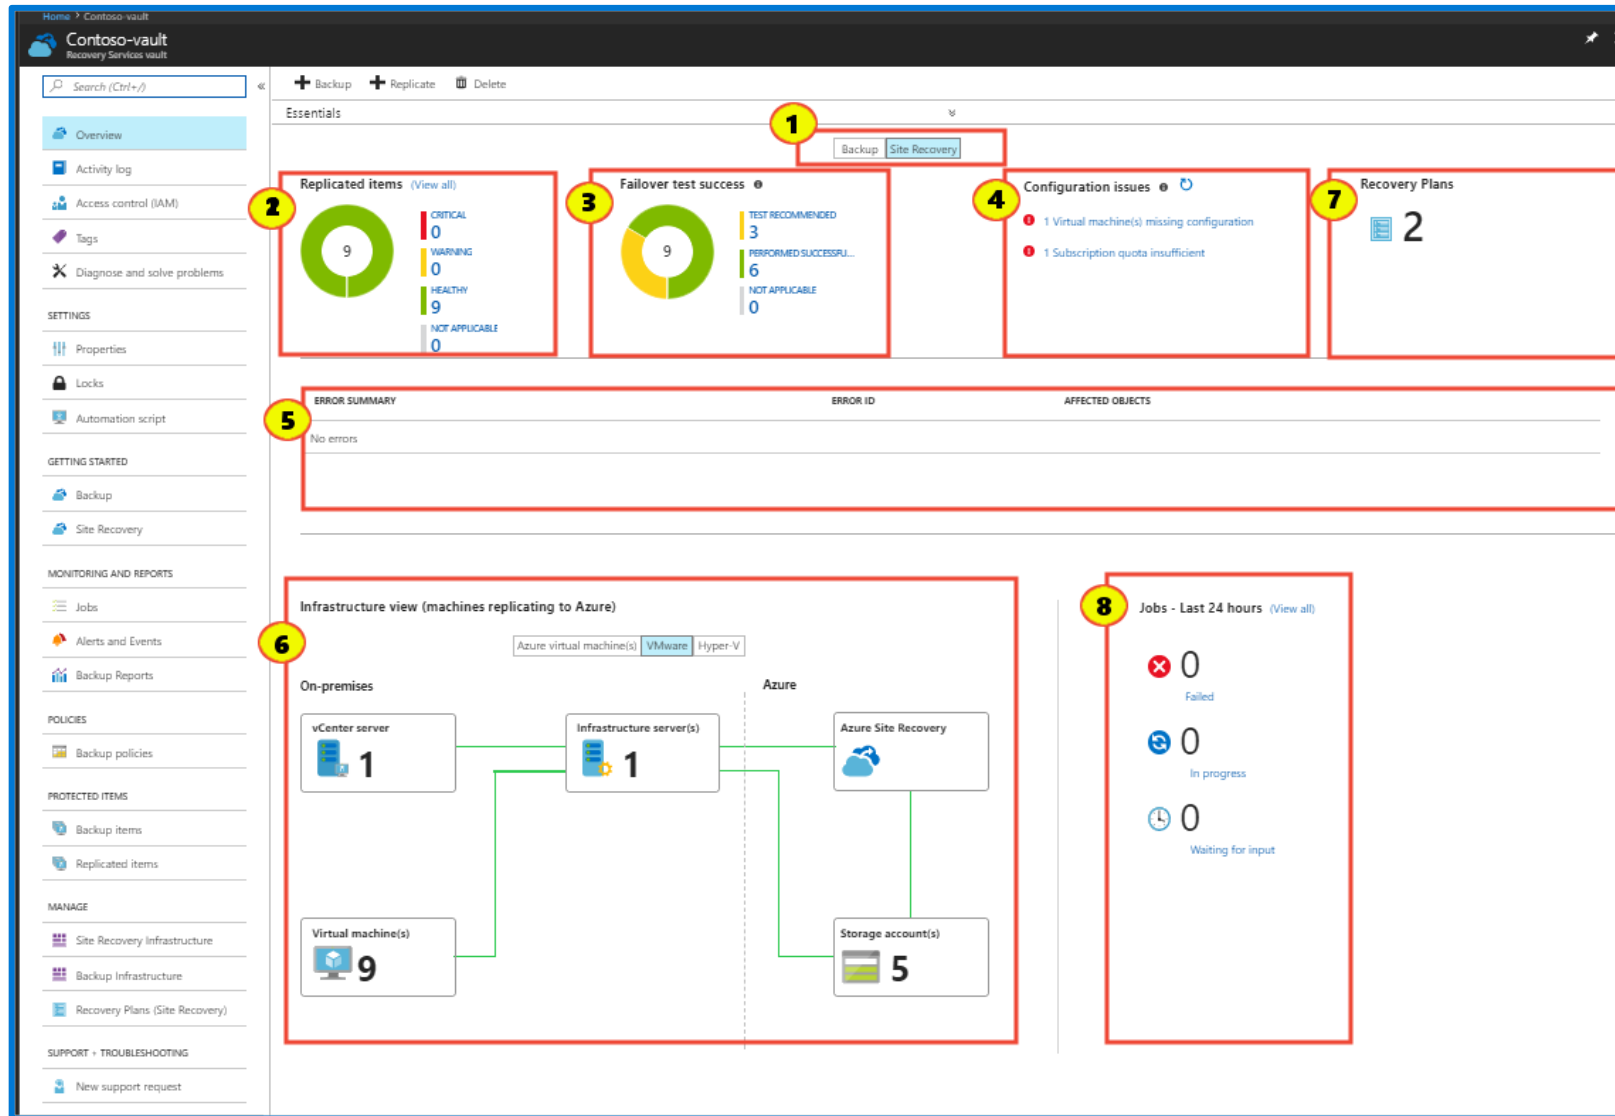 Home > Contoso-vault
Contoso-vault
Recovery Services vault
Search (Ctrl+/)
«
Overview
Activity log
Access control (IAM)
Tags
Diagnose and solve problems
SETTINGS
Properties
Locks
Automation script
GETTING STARTED
Backup
Site Recovery
MONITORING AND REPORTS
Jobs
Alerts and Events
Backup Reports
POLICIES
Backup policies
PROTECTED ITEMS
Backup items
Replicated items
MANAGE
Site Recovery Infrastructure
Backup Infrastructure
Recovery Plans (Site Recovery)
SUPPORT + TROUBLESHOOTING
New support request
Backup Replicate Delete
Essentials
1
Backup Site Recovery
2
Replicated items (View all)
9
CRITICAL
0
WARNING
0
HEALTHY
9
NOT APPLICABLE
0
3
Failover test success
9
TEST RECOMMENDED
3
PERFORMED SUCCESSFU...
6
NOT APPLICABLE
0
4
Configuration issues
1 Virtual machine(s) missing configuration
1 Subscription quota insufficient
7
Recovery Plans
2
5
ERROR SUMMARY ERROR ID AFFECTED OBJECTS
No errors
6
Infrastructure view (machines replicating to Azure)
Azure virtual machine(s) VMware Hyper-V
On-premises Azure
vCenter server
1
Infrastructure server(s)
1
Azure Site Recovery
Virtual machine(s)
9
Storage account(s)
5
8
Jobs - Last 24 hours (View all)
0
Failed
0
In progress
0
Waiting for input